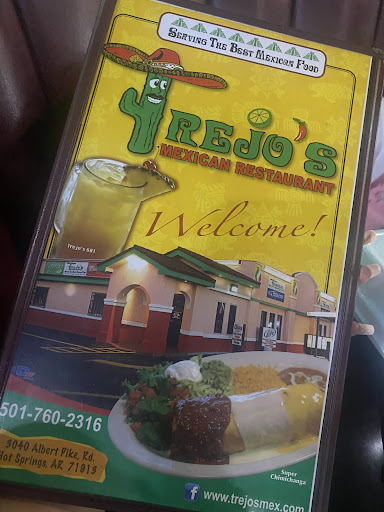 SERVING THE BEST MEXICAN FOOD
TREJO'S
MEXICAN RESTAURANT
Welcome!
Trejo's 681
501-760-2316
5040 Albert Pike, Rd.
Hot Springs, AR 71913
Super
Chimichanga
www.trejosmex.com